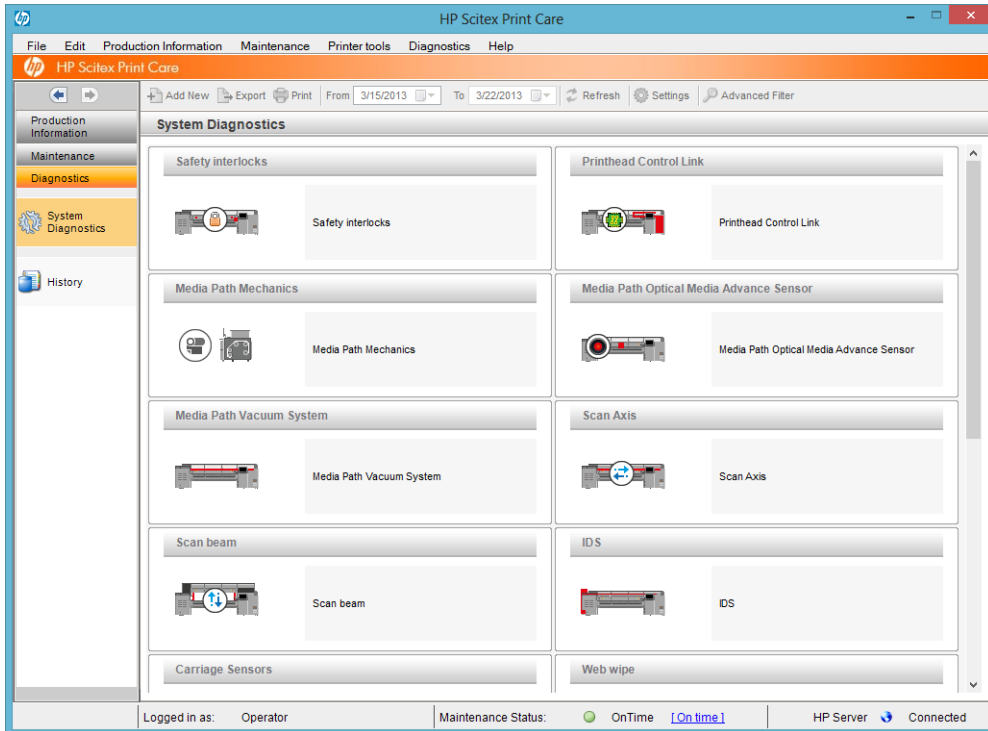 HP Scitex Print Care
File Edit Production Information Maintenance Printer tools Diagnostics Help
hp HP Scitex Print Care
Add New Export Print From 3/15/2013 To 3/22/2013 Refresh Settings Advanced Filter
Production
Information
Maintenance
Diagnostics
System
Diagnostics
History
System Diagnostics
Safety interlocks
Safety interlocks
Printhead Control Link
Printhead Control Link
Media Path Mechanics
Media Path Mechanics
Media Path Optical Media Advance Sensor
Media Path Optical Media Advance Sensor
Media Path Vacuum System
Media Path Vacuum System
Scan Axis
Scan Axis
Scan beam
Scan beam
IDS
IDS
Carriage Sensors
Web wipe
Logged in as: Operator Maintenance Status: OnTime [ On time ] HP Server Connected